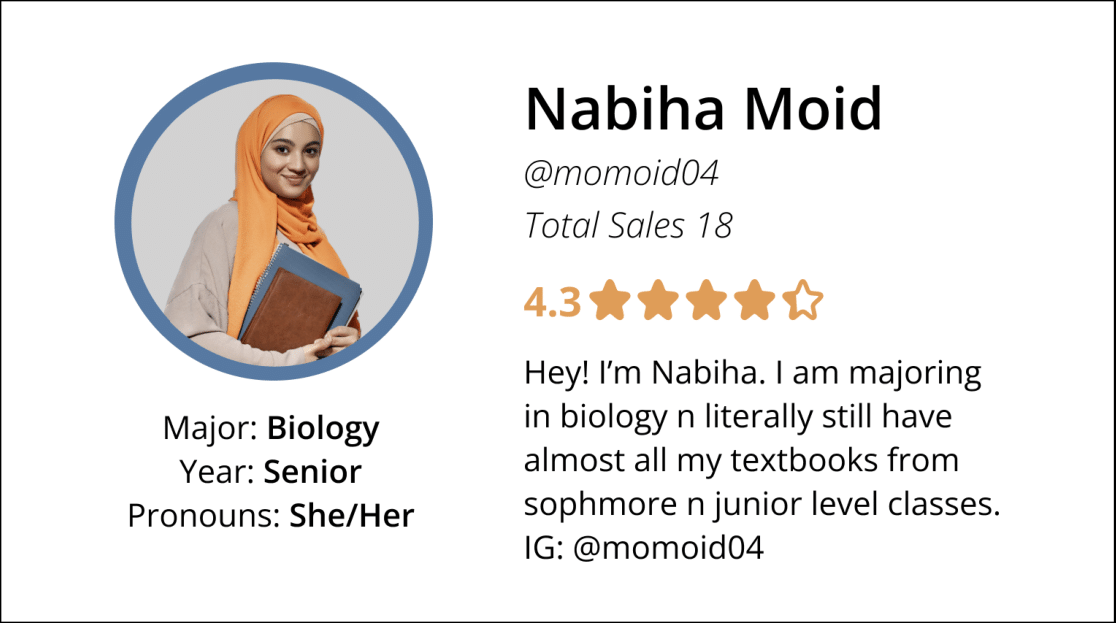 Nabiha Moid
@momoid04
Total Sales 18
4.3
Hey! I’m Nabiha. I am majoring
in biology n literally still have
almost all my textbooks from
sophmore n junior level classes.
IG: @momoid04
Major: Biology
Year: Senior
Pronouns: She/Her